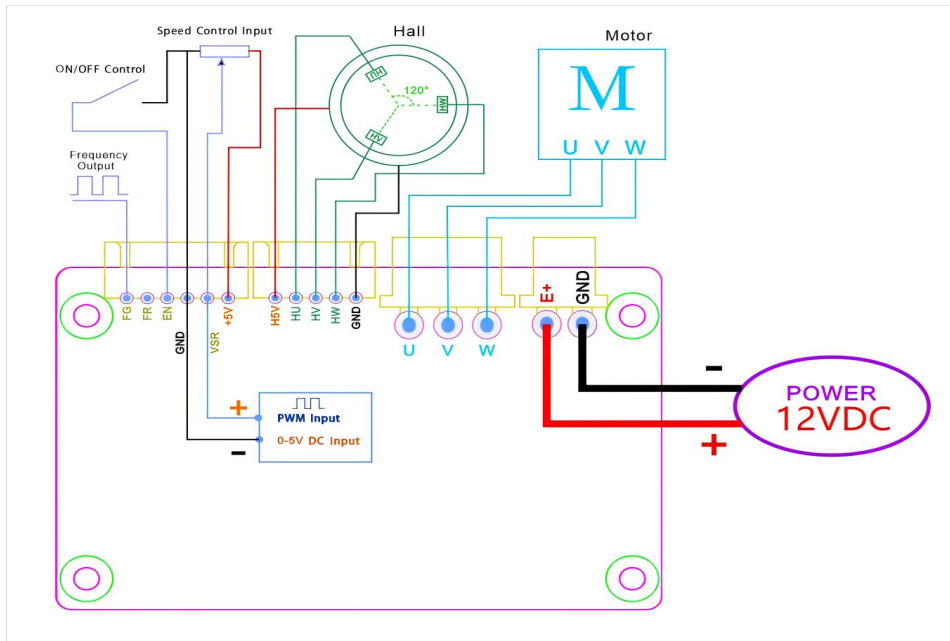 Speed Control Input
Hall
Motor
ON/OFF Control
HU
120°
HW
HV
M
U V W
Frequency
Output
FG
FR
EN
GND
VSR
+5V
H5V
HU
HV
HW
GND
U V W
E+
GND
+
PWM Input
0-5V DC Input
-
-
POWER
12VDC
+